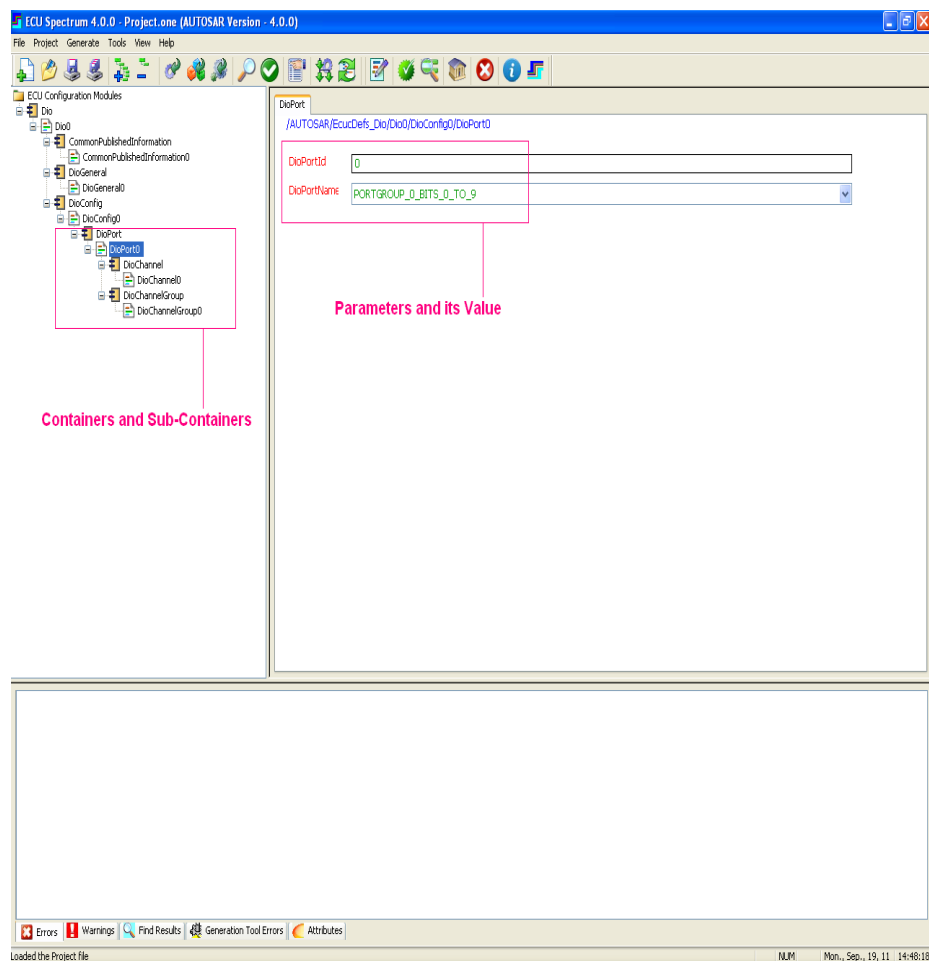 ECU Spectrum 4.0.0 - Project.one (AUTOSAR Version - 4.0.0)
File Project Generate Tools View Help
ECU Configuration Modules
Dio
Dio0
CommonPublishedInformation
CommonPublishedInformation0
DioGeneral
DioGeneral0
DioConfig
DioConfig0
DioPort
DioPort0
DioChannel
DioChannel0
DioChannelGroup
DioChannelGroup0
Containers and Sub-Containers
DioPort
/AUTOSAR/EcucDefs_Dio/Dio0/DioConfig0/DioPort0
DioPortId 0
DioPortName PORTGROUP_0_BITS_0_TO_9
Parameters and its Value
Errors Warnings Find Results Generation Tool Errors Attributes
Loaded the Project file NUM Mon., Sep., 19, 11 14:48:18